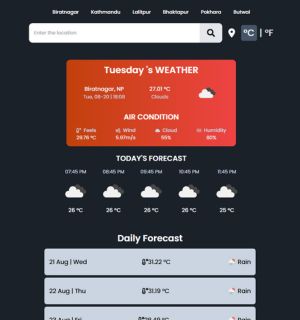 Biratnagar Kathmandu Lalitpur Bhaktapur Pokhara Butwal
Enter the location
°C | °F
Tuesday 's WEATHER
Biratnagar, NP 27.01 °C
Tue, 08-20 | 18:08 Clouds
AIR CONDITION
Feels Wind Cloud Humidity
29.76 °C 5.97m/s 55% 80%
TODAY'S FORECAST
07:45 PM 08:45 PM 09:45 PM 10:45 PM 11:45 PM
26 °C 26 °C 26 °C 26 °C 25 °C
Daily Forecast
21 Aug | Wed 31.22 °C Rain
22 Aug | Thu 31.19 °C Rain
23 Aug | Fri 28.49 °C Rain